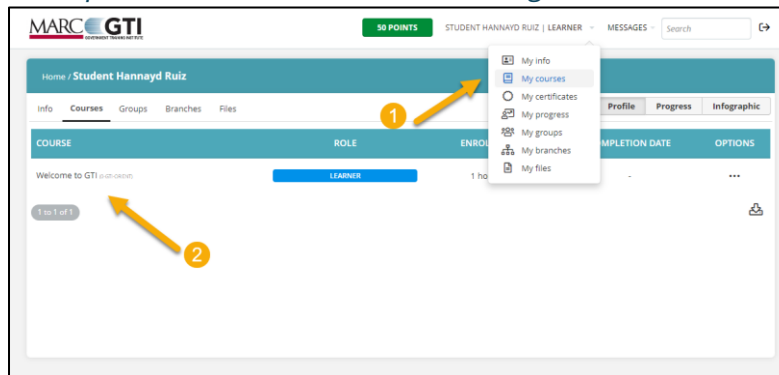 MARC GTI
GOVERNMENT TRAINING INSTITUTE
50 POINTS
STUDENT HANNAYD RUIZ | LEARNER
MESSAGES
Search
My info
My courses
My certificates
My progress
My groups
My branches
My files
Home / Student Hannayd Ruiz
Info Courses Groups Branches Files
Profile Progress Infographic
1
COURSE ROLE ENROL MPLETION DATE OPTIONS
Welcome to GTI
LEARNER
1 ho
-
...
1 to 1 of 1
2